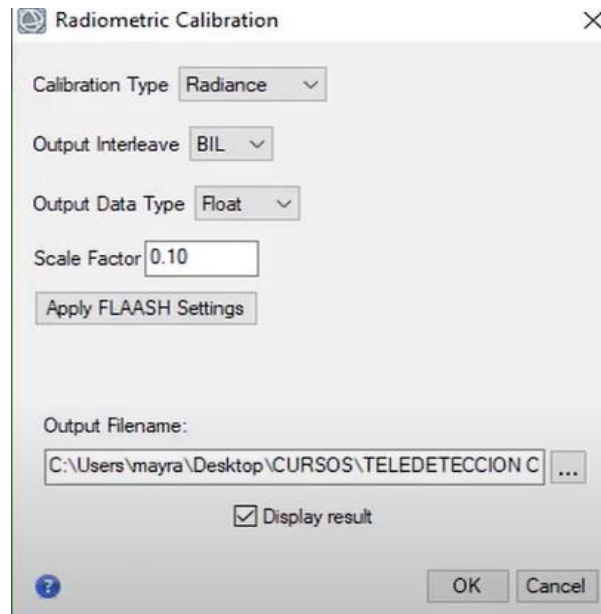 Radiometric Calibration
Calibration Type Radiance
Output Interleave BIL
Output Data Type Float
Scale Factor 0.10
Apply FLAASH Settings
Output Filename:
C:\Users\mayra\Desktop\CURSOS\TELEDETECCION C ...
Display result
? OK Cancel